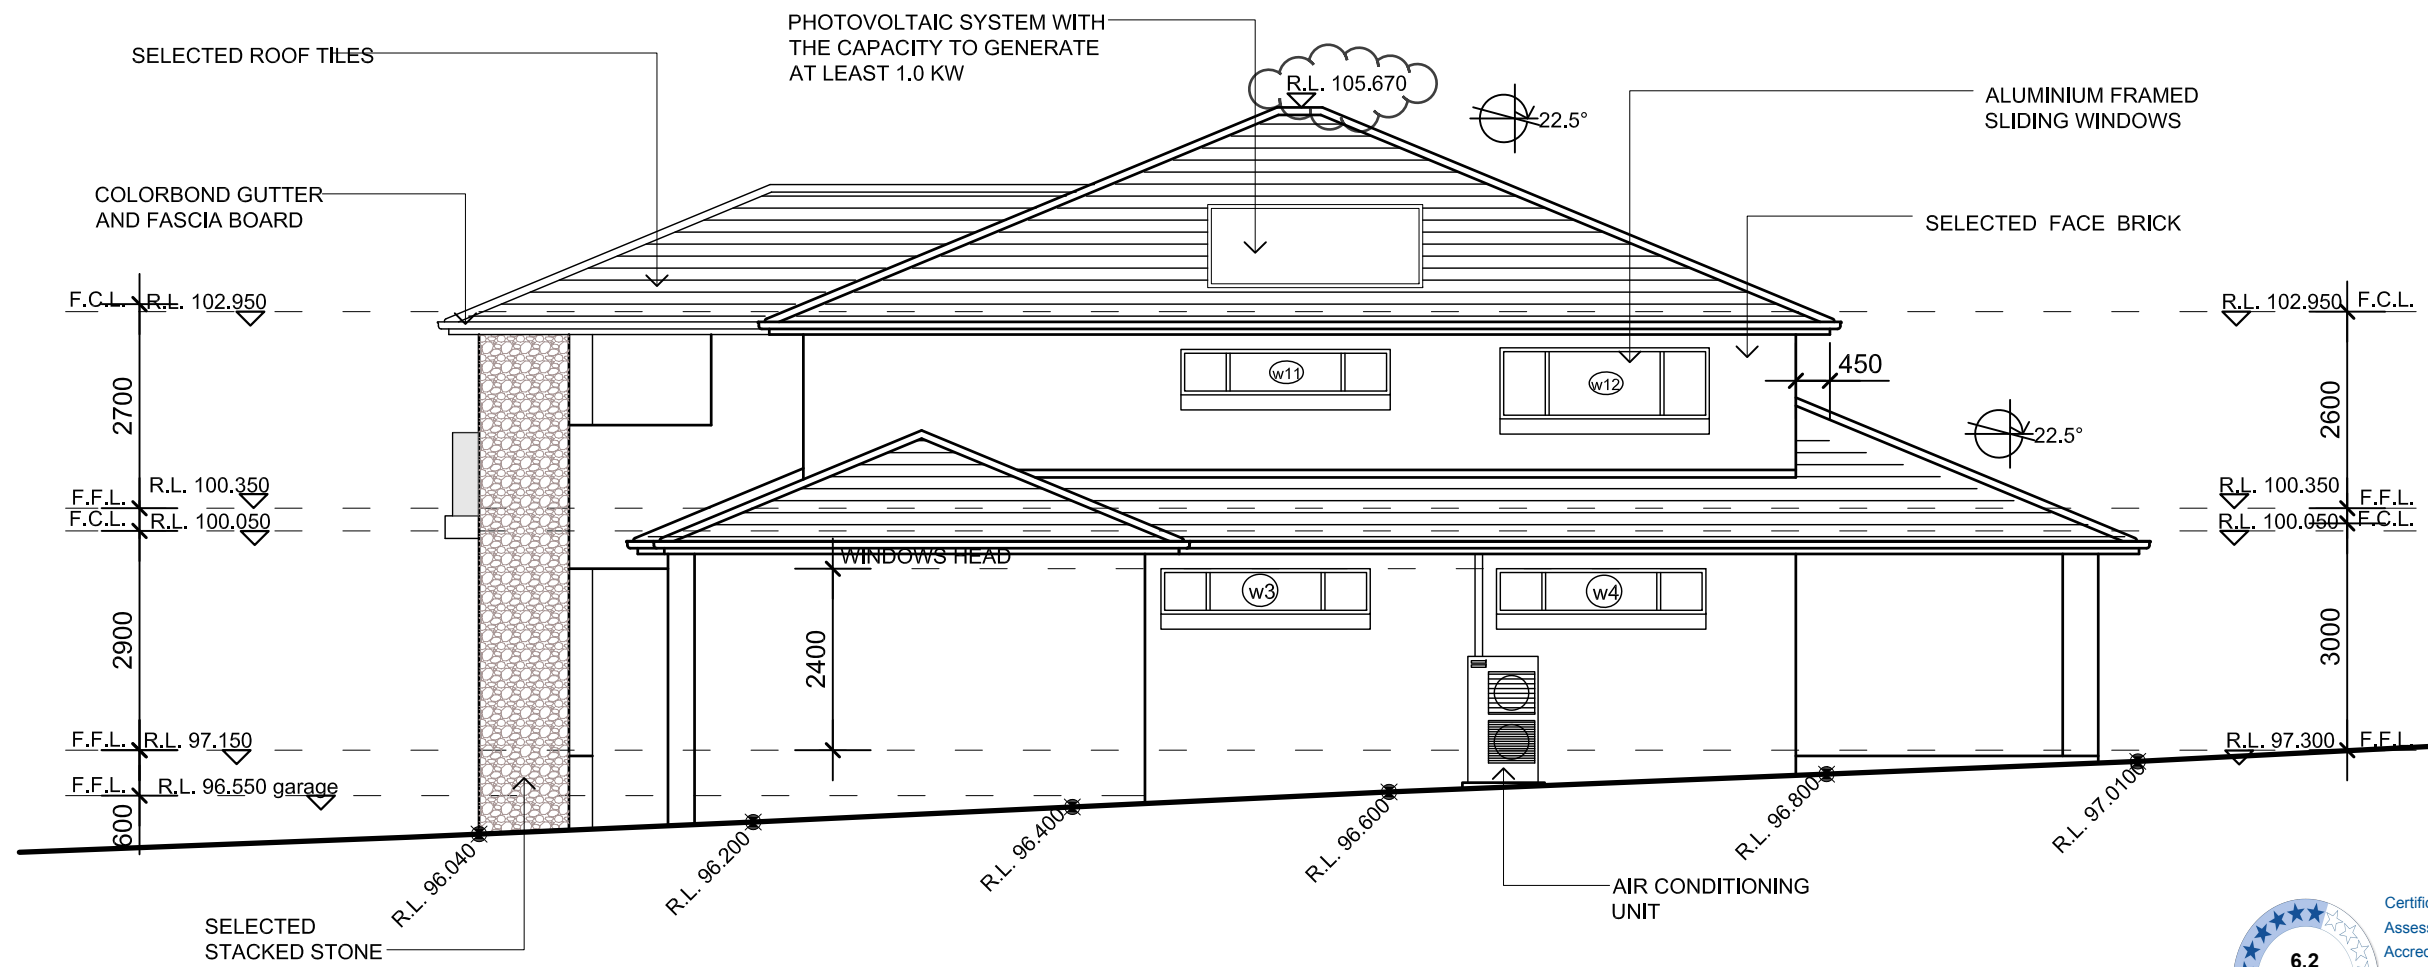 PHOTOVOLTAIC SYSTEM WITH
THE CAPACITY TO GENERATE
AT LEAST 1.0 KW
SELECTED ROOF TILES
R.L. 105.670
22.5°
ALUMINIUM FRAMED
SLIDING WINDOWS
COLORBOND GUTTER
AND FASCIA BOARD
SELECTED FACE BRICK
F.C.L. R.L. 102.950
R.L. 102.950 F.C.L.
w11
w12
450
2700
2600
22.5°
R.L. 100.350
F.F.L.
F.C.L. R.L. 100.050
R.L. 100.350
F.F.L.
R.L. 100.050 F.C.L.
WINDOWS HEAD
w3
w4
2900
2400
3000
F.F.L. R.L. 97.150
R.L. 97.300 F.F.L.
F.F.L. R.L. 96.550 garage
600
R.L. 96.040
R.L. 96.200
R.L. 96.400
R.L. 96.600
R.L. 96.800
R.L. 97.0100
AIR CONDITIONING
UNIT
SELECTED
STACKED STONE
6.2
Certific
Assess
Accred